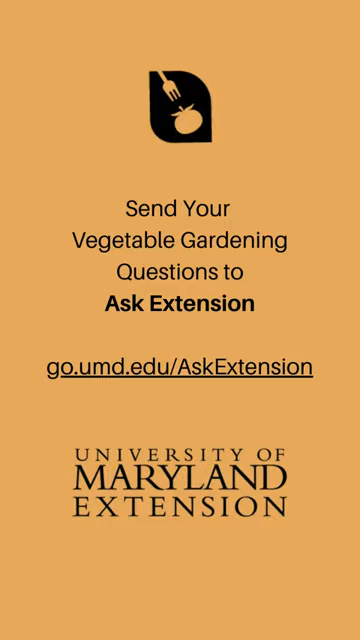 Send Your
Vegetable Gardening
Questions to
Ask Extension
go.umd.edu/AskExtension
UNIVERSITY OF
MARYLAND
EXTENSION